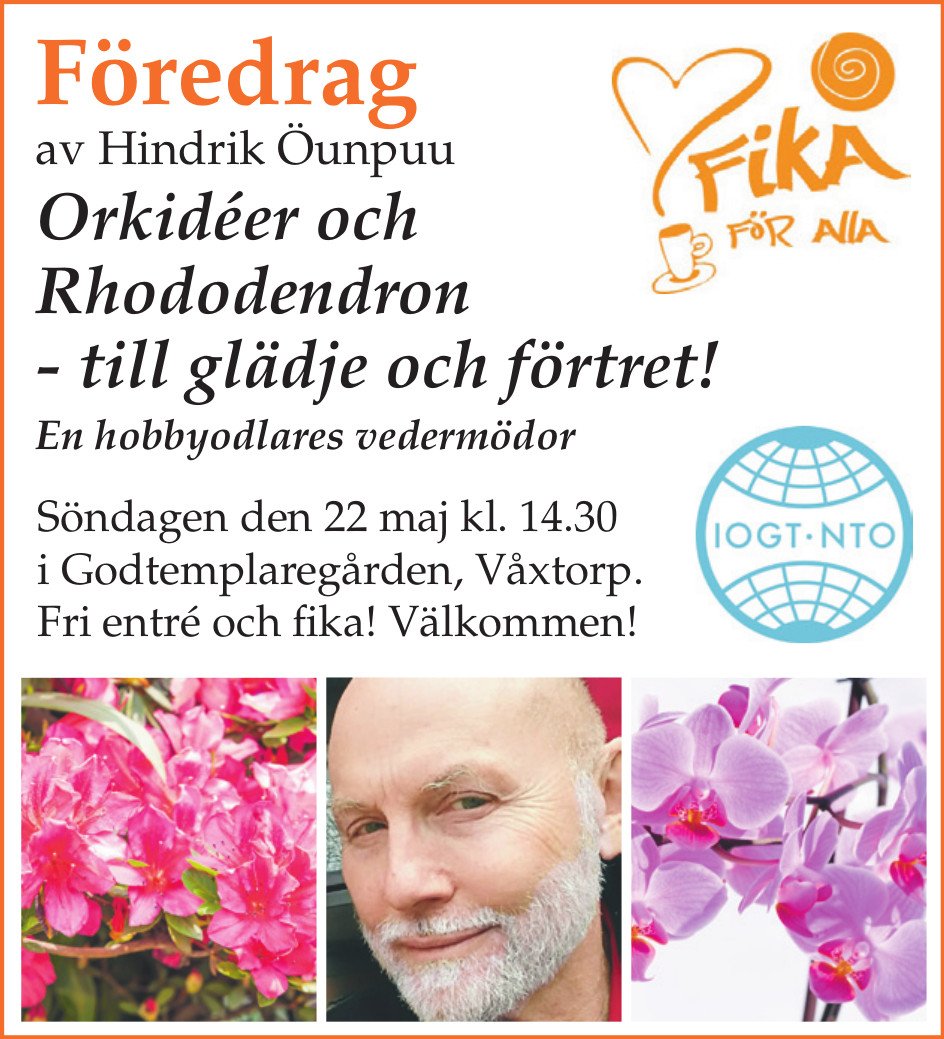 Föredrag
av Hindrik Öunpuu
Orkidéer och
Rhododendron
- till glädje och förtret!
En hobbyodlares vedermödor
Söndagen den 22 maj kl. 14.30
i Godtemplaregården, Våxtorp.
Fri entré och fika! Välkommen!
FiKA
FÖR ALLA
IOGT·NTO